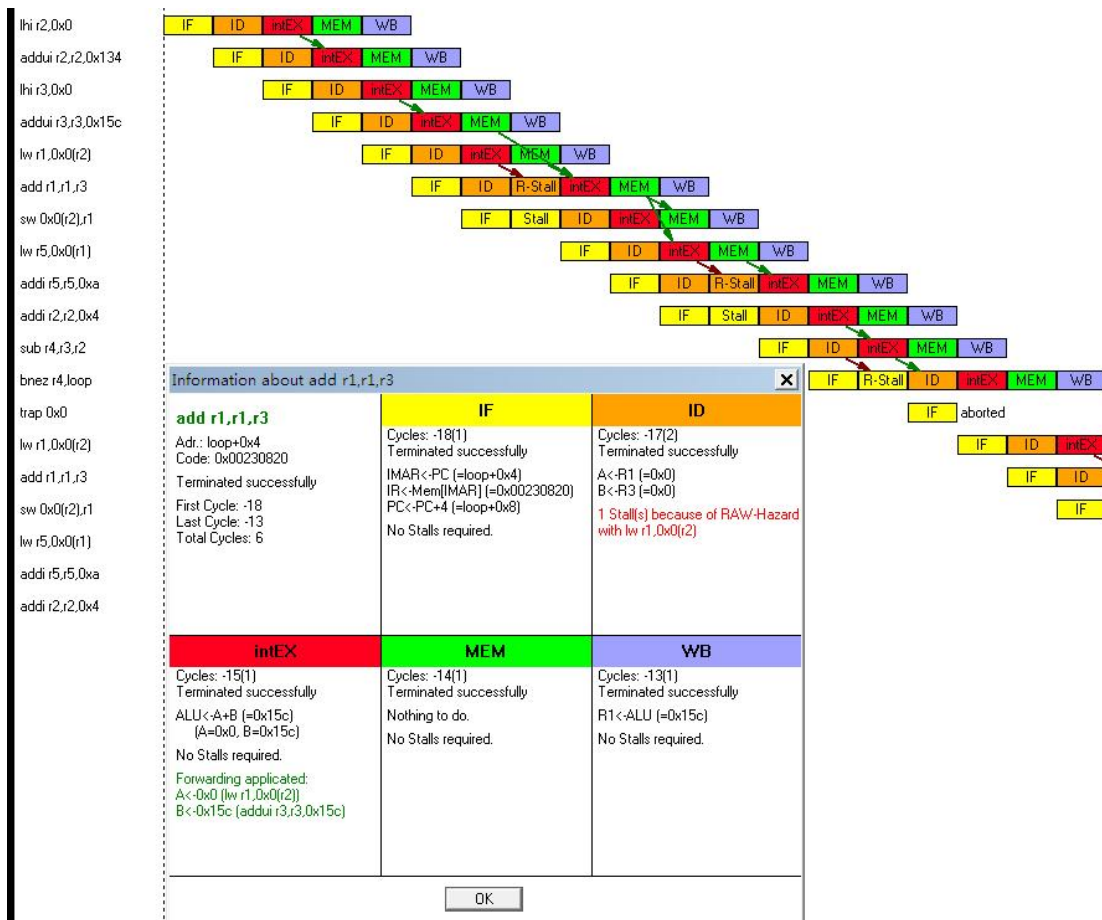 lhi r2,0x0 IF ID intEX MEM WB
addui r2,r2,0x134 IF ID intEX MEM WB
lhi r3,0x0 IF ID intEX MEM WB
addui r3,r3,0x15c IF ID intEX MEM WB
lw r1,0x0(r2) IF ID intEX MEM WB
add r1,r1,r3 IF ID R-Stall intEX MEM WB
sw 0x0(r2),r1 IF Stall ID intEX MEM WB
lw r5,0x0(r1) IF ID intEX MEM WB
addi r5,r5,0xa IF ID R-Stall intEX MEM WB
addi r2,r2,0x4 IF Stall ID intEX MEM WB
sub r4,r3,r2 IF ID intEX MEM WB
bnez r4,loop IF R-Stall ID intEX MEM WB
trap 0x0 IF aborted
lw r1,0x0(r2) IF ID intEX
add r1,r1,r3 IF ID
sw 0x0(r2),r1 IF
lw r5,0x0(r1)
addi r5,r5,0xa
addi r2,r2,0x4
Information about add r1,r1,r3
add r1,r1,r3
Adr.: loop+0x4
Code: 0x00230820
Terminated successfully
First Cycle: -18
Last Cycle: -13
Total Cycles: 6
IF
Cycles: -18(1)
Terminated successfully
IMAR<-PC (=loop+0x4)
IR<-Mem[IMAR] (=0x00230820)
PC<-PC+4 (=loop+0x8)
No Stalls required.
ID
Cycles: -17(2)
Terminated successfully
A<-R1 (=0x0)
B<-R3 (=0x0)
1 Stall(s) because of RAW-Hazard
with lw r1,0x0(r2)
intEX
Cycles: -15(1)
Terminated successfully
ALU<-A+B (=0x15c)
(A=0x0, B=0x15c)
No Stalls required.
Forwarding applicated:
A<-0x0 (lw r1,0x0(r2))
B<-0x15c (addui r3,r3,0x15c)
MEM
Cycles: -14(1)
Terminated successfully
Nothing to do.
No Stalls required.
WB
Cycles: -13(1)
Terminated successfully
R1<-ALU (=0x15c)
No Stalls required.
OK